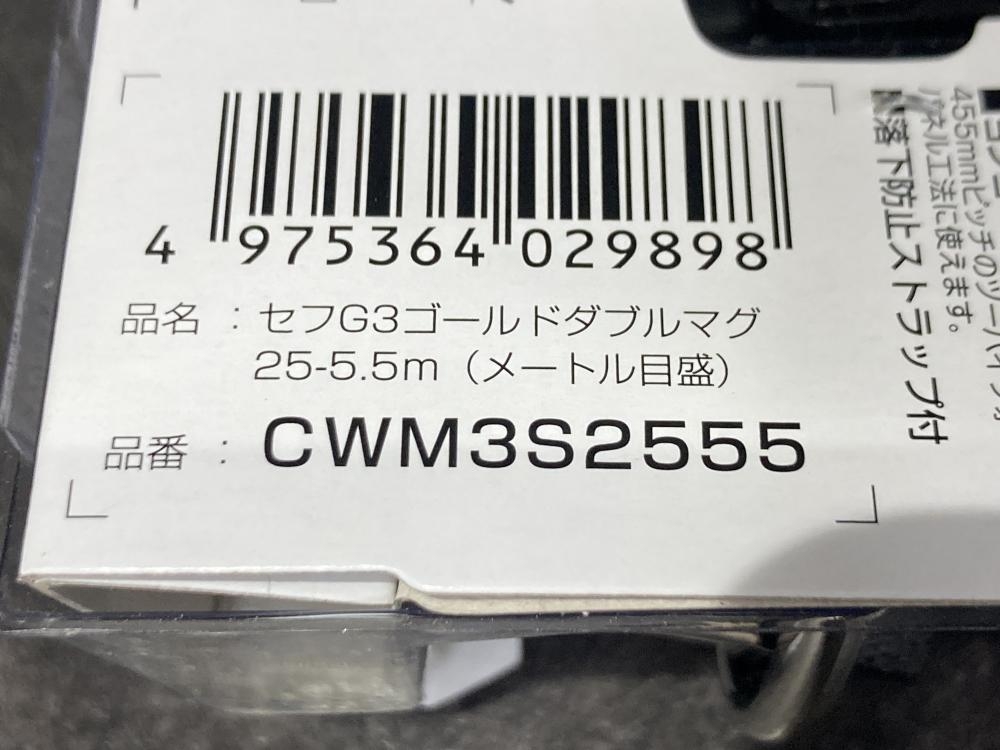 4 975364 029898
品名 : セフG3ゴールドダブルマグ
25-5.5m（メートル目盛）
品番 : CWM3S2555
455mmピッチのツーバイフォ
パネル工法に使えます。
落下防止ストラップ付